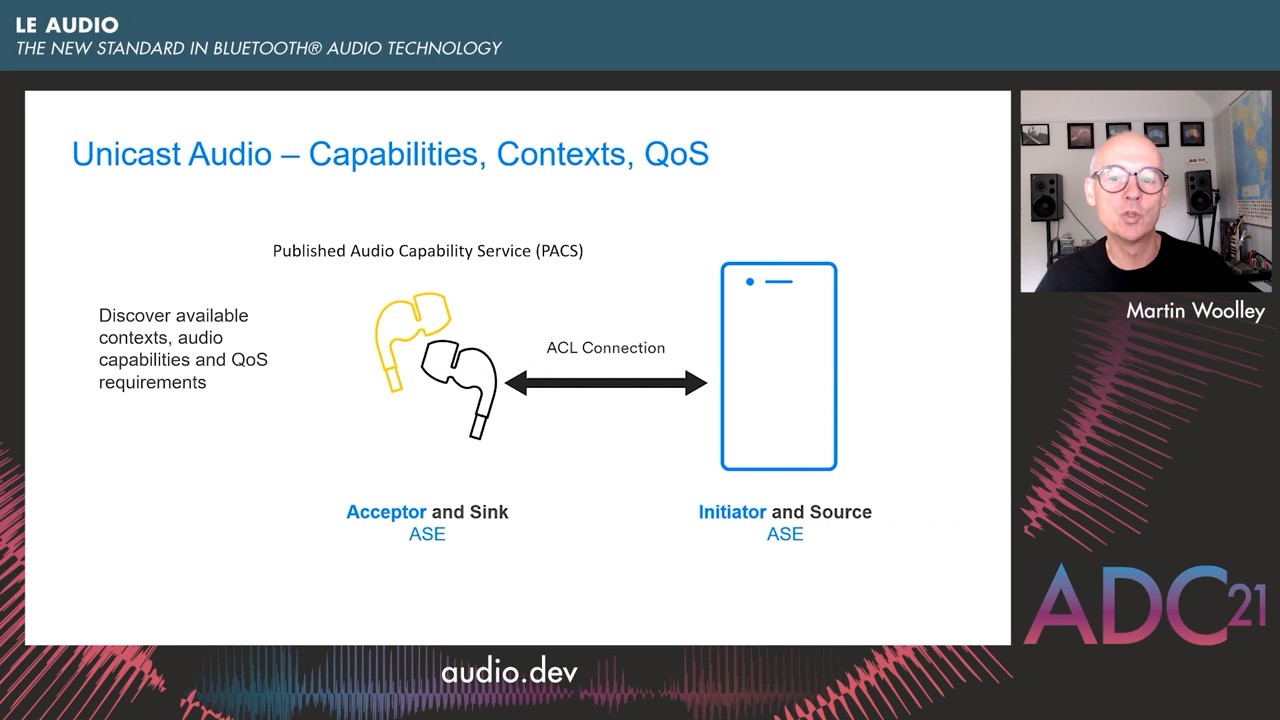 LE AUDIO
THE NEW STANDARD IN BLUETOOTH® AUDIO TECHNOLOGY
Unicast Audio – Capabilities, Contexts, QoS
Published Audio Capability Service (PACS)
Discover available
contexts, audio
capabilities and QoS
requirements
ACL Connection
Acceptor and Sink
ASE
Initiator and Source
ASE
Martin Woolley
ADC21
audio.dev